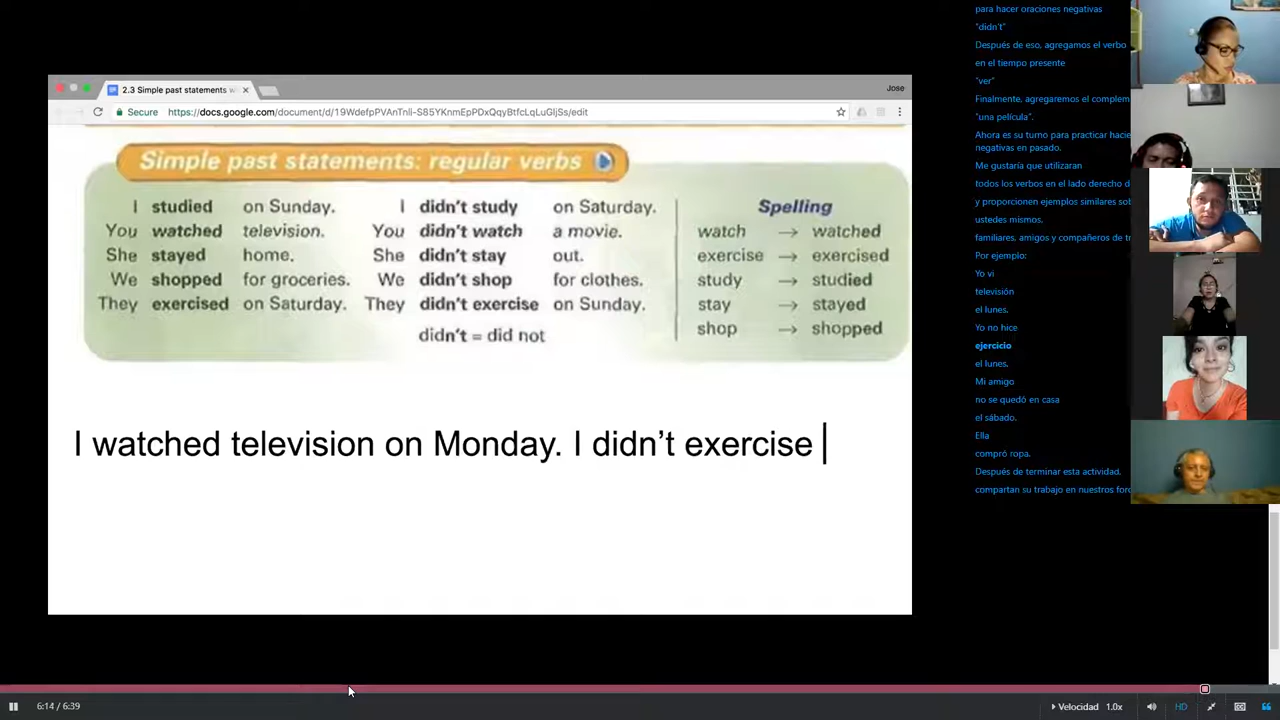 2.3 Simple past statements w
Jose
Secure https://docs.google.com/document/d/19WdefpPVAnTnlI-S85YKnmEpPDxQqyBtfcLqLuGIjSs/edit
Simple past statements: regular verbs
I studied on Sunday. I didn't study on Saturday.
You watched television. You didn't watch a movie.
She stayed home. She didn't stay out.
We shopped for groceries. We didn't shop for clothes.
They exercised on Saturday. They didn't exercise on Sunday.
didn't = did not
Spelling
watch → watched
exercise → exercised
study → studied
stay → stayed
shop → shopped
I watched television on Monday. I didn't exercise
para hacer oraciones negativas
"didn't"
Después de eso, agregamos el verbo
en el tiempo presente
"ver"
Finalmente, agregaremos el complem
"una película".
Ahora es su turno para practicar hacie
negativas en pasado.
Me gustaría que utilizaran
todos los verbos en el lado derecho d
y proporcionen ejemplos similares sob
ustedes mismos,
familiares, amigos y compañeros de tr
Por ejemplo:
Yo vi
televisión
el lunes.
Yo no hice
ejercicio
el lunes.
Mi amigo
no se quedó en casa
el sábado.
Ella
compró ropa.
Después de terminar esta actividad,
compartan su trabajo en nuestros foro
6:14 / 6:39
Velocidad 1.0x
HD